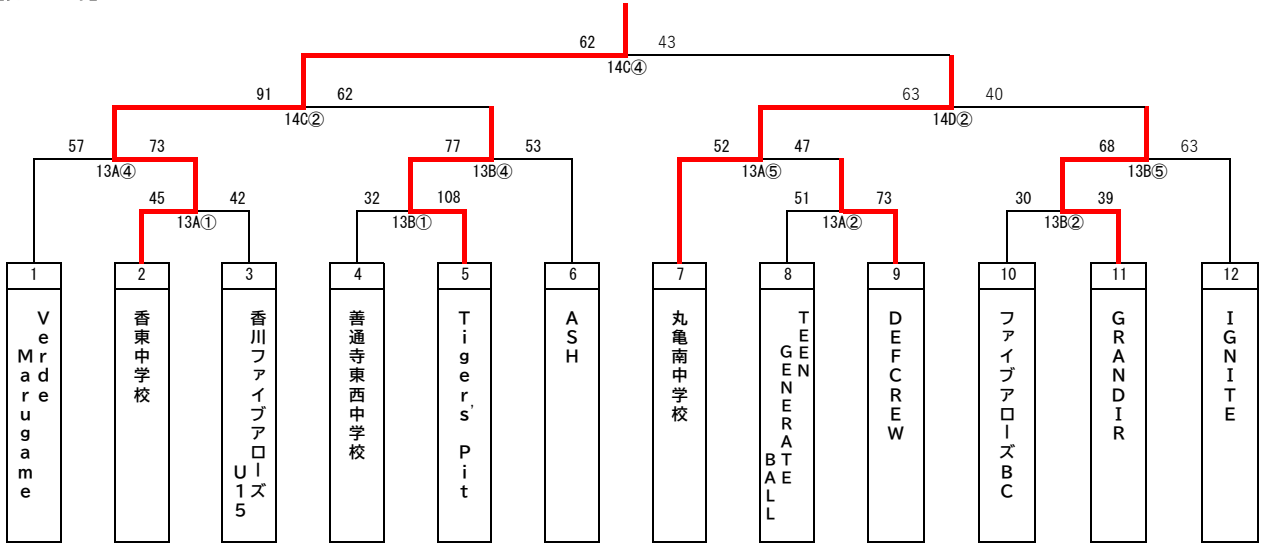 62 43
14C④
91 62 63 40
14C② 14D②
57 73 77 53 52 47 68 63
13A④ 13B④ 13A⑤ 13B⑤
45 42 32 108 51 73 30 39
13A① 13B① 13A② 13B②
1 2 3 4 5 6 7 8 9 10 11 12
Verde
Marugame
香東中学校
香川ファイブアローズ
U15
善通寺東西中学校
Tiger's Pit
ASH
丸亀南中学校
TEEN
GENERATE
BALL
DEFCREW
ファイブアローズBC
GRANDIR
IGNITE